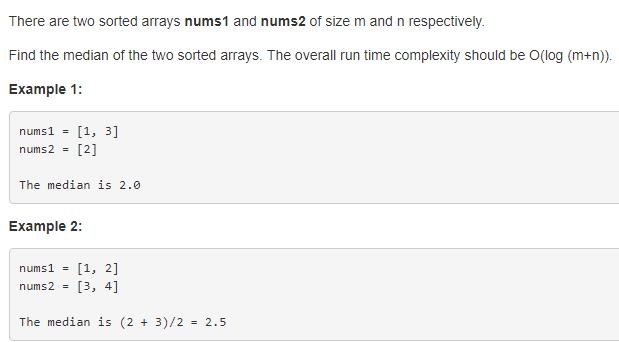 There are two sorted arrays nums1 and nums2 of size m and n respectively.
Find the median of the two sorted arrays. The overall run time complexity should be O(log (m+n)).
Example 1:
nums1 = [1, 3]
nums2 = [2]
The median is 2.0
Example 2:
nums1 = [1, 2]
nums2 = [3, 4]
The median is (2 + 3)/2 = 2.5